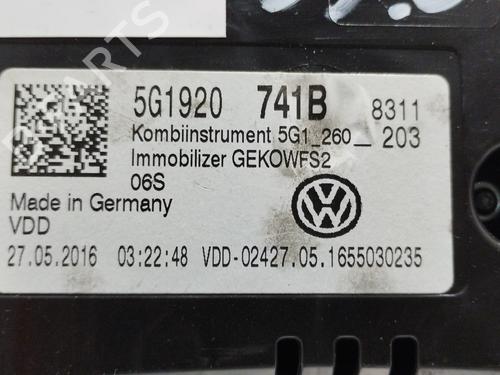 5G1920 741B 8311
Kombiinstrument 5G1_260__ 203
Immobilizer GEKOWFS2
06S
Made in Germany
VDD
27.05.2016 03:22:48 VDD-02427.05.1655030235